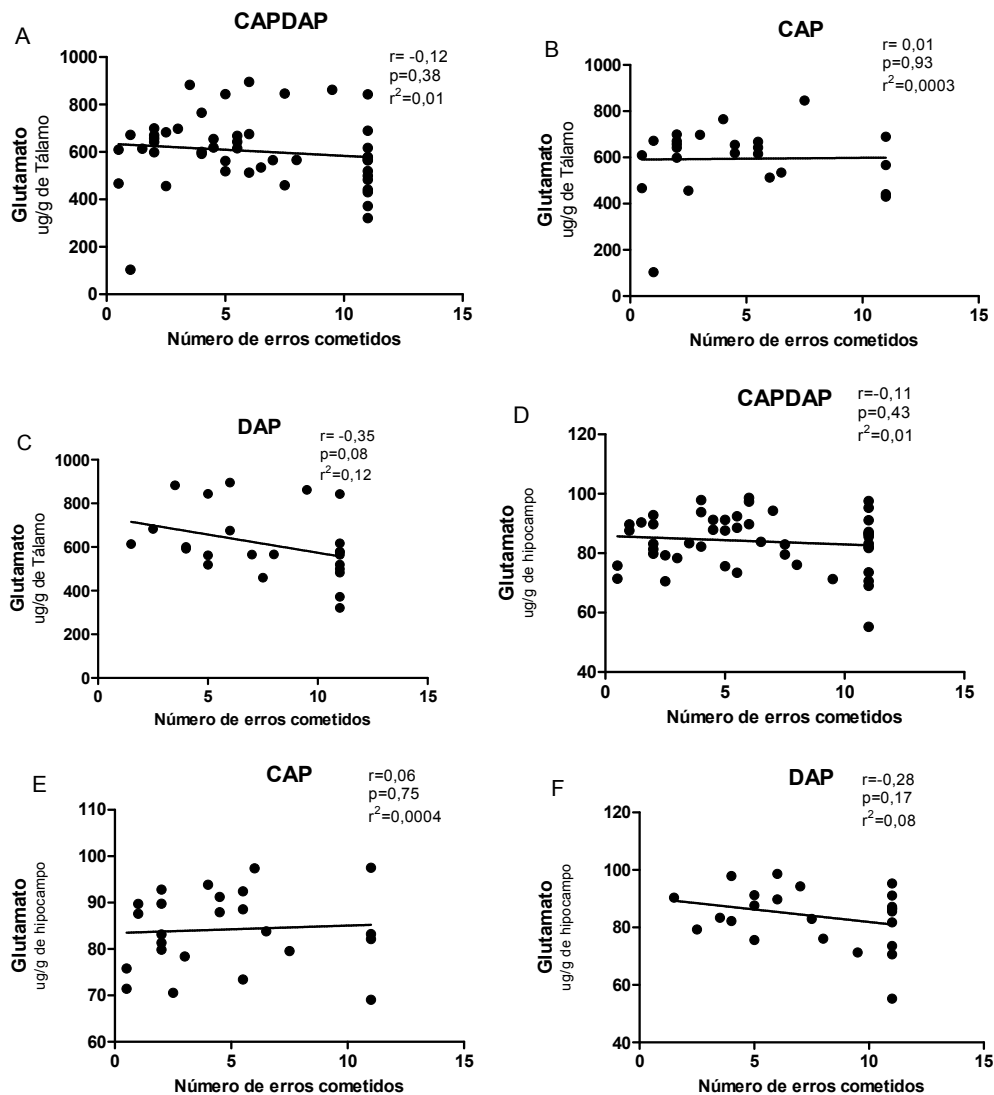 A
CAPDAP
r= -0,12
p=0,38
r²=0,01
1000
800
600
400
200
0
0 5 10 15
Glutamato
ug/g de Tálamo
Número de erros cometidos
B
CAP
r= 0,01
p=0,93
r²=0,0003
1000
800
600
400
200
0
0 5 10 15
Glutamato
ug/g de Tálamo
Número de erros cometidos
C
DAP
r= -0,35
p=0,08
r²=0,12
1000
800
600
400
200
0
0 5 10 15
Glutamato
ug/g de Tálamo
Número de erros cometidos
D
CAPDAP
r=-0,11
p=0,43
r²=0,01
120
100
80
60
40
0 5 10 15
Glutamato
ug/g de hipocampo
Número de erros cometidos
E
CAP
r=0,06
p=0,75
r²=0,0004
110
100
90
80
70
60
0 5 10 15
Glutamato
ug/g de hipocampo
Número de erros cometidos
F
DAP
r=-0,28
p=0,17
r²=0,08
120
100
80
60
40
0 5 10 15
Glutamato
ug/g de hipocampo
Número de erros cometidos